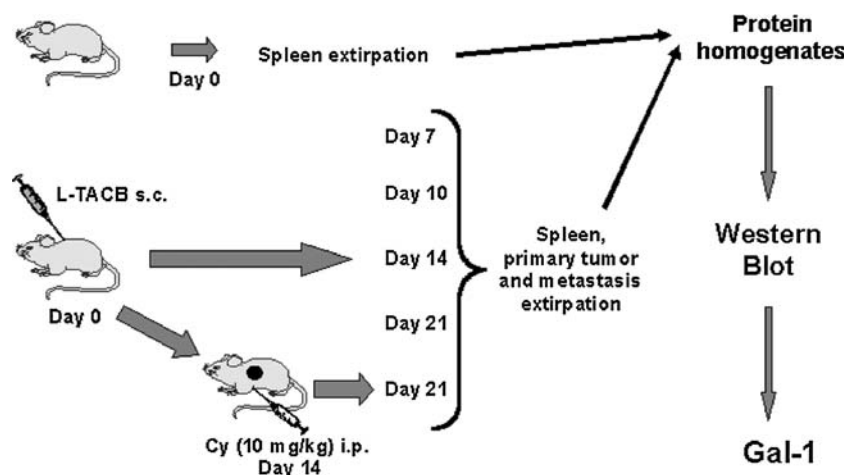 Day 0
Spleen extirpation
Protein
homogenates
L-TACB s.c.
Day 0
Cy (10 mg/kg) i.p.
Day 14
Day 7
Day 10
Day 14
Day 21
Day 21
Spleen,
primary tumor
and metastasis
extirpation
Western
Blot
Gal-1